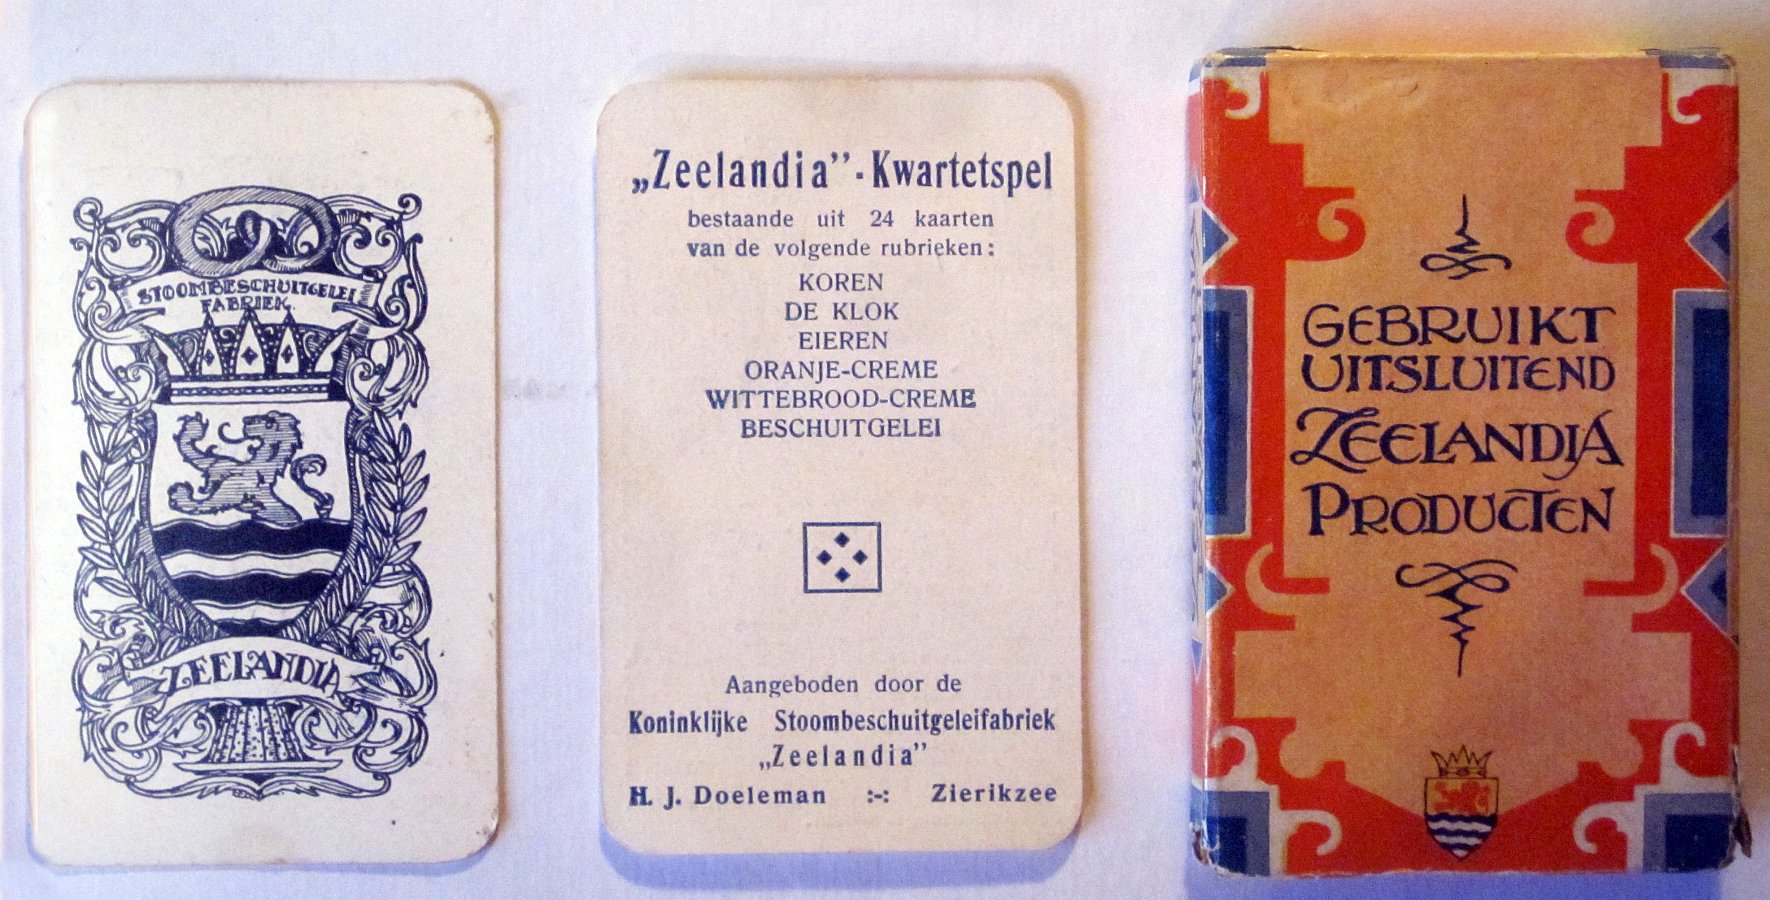 STOOMBESCHUITGELEI
FABRIEK
ZEELANDIA
„Zeelandia”-Kwartetspel
bestaande uit 24 kaarten
van de volgende rubrieken:
KOREN
DE KLOK
EIEREN
ORANJE-CREME
WITTEBROOD-CREME
BESCHUITGELEI
Aangeboden door de
Koninklijke Stoombeschuitgeleifabriek
„Zeelandia”
H. J. Doeleman :-: Zierikzee
GEBRUIKT
UITSLUITEND
ZEELANDIA
PRODUCTEN